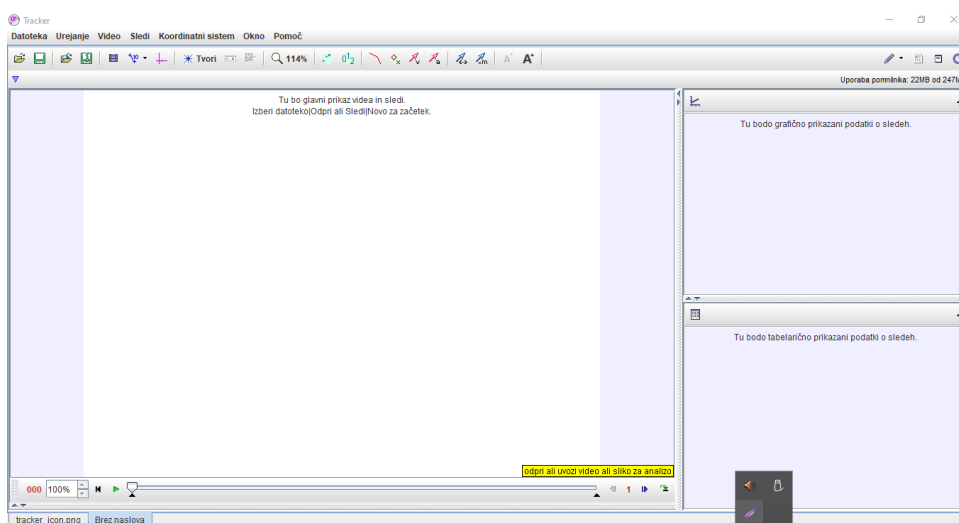 Tracker
Datoteka Urejanje Video Sledi Koordinatni sistem Okno Pomoč
Tvori 114% A A
Uporaba pomnilnika: 22MB od 247M
Tu bo glavni prikaz videa in sledi.
Izberi datoteko|Odpri ali Sledi|Novo za začetek.
Tu bodo grafično prikazani podatki o sledeh.
Tu bodo tabelarično prikazani podatki o sledeh.
odpri ali uvozi video ali sliko za analizo
000 100% 1
tracker_icon.png Brez naslova